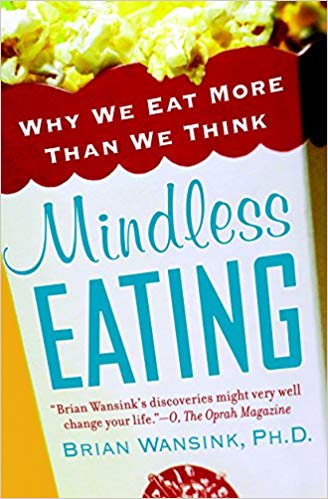 WHY WE EAT MORE
THAN WE THINK
Mindless
EATING
"Brian Wansink's discoveries might very well
change your life."—O, The Oprah Magazine
BRIAN WANSINK, PH.D.